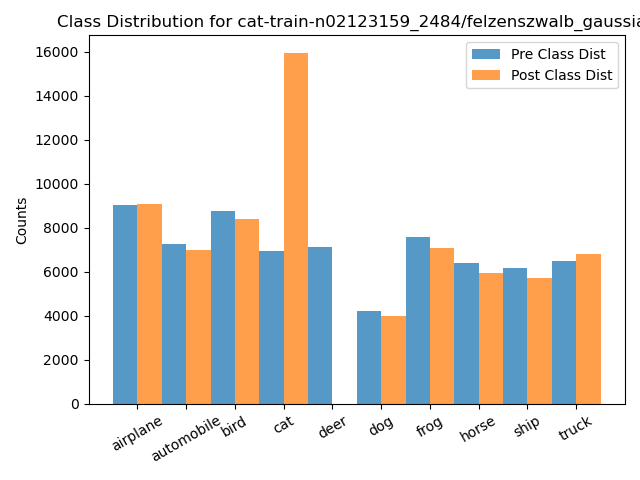 Class Distribution for cat-train-n02123159_2484/felzenszwalb_gaussia
Pre Class Dist
Post Class Dist
Counts
16000
14000
12000
10000
8000
6000
4000
2000
0
airplane
automobile
bird
cat
deer
dog
frog
horse
ship
truck